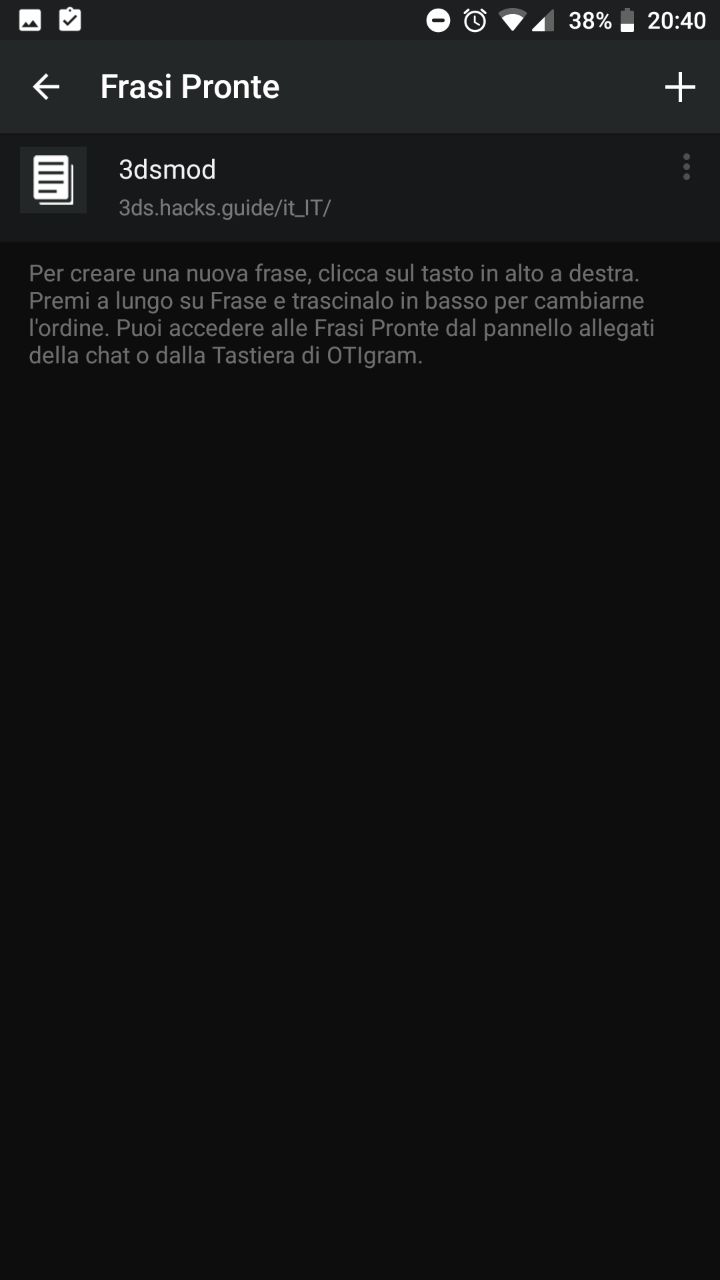 38% 20:40
Frasi Pronte
3dsmod
3ds.hacks.guide/it_IT/
Per creare una nuova frase, clicca sul tasto in alto a destra.
Premi a lungo su Frase e trascinalo in basso per cambiarne
l'ordine. Puoi accedere alle Frasi Pronte dal pannello allegati
della chat o dalla Tastiera di OTIgram.